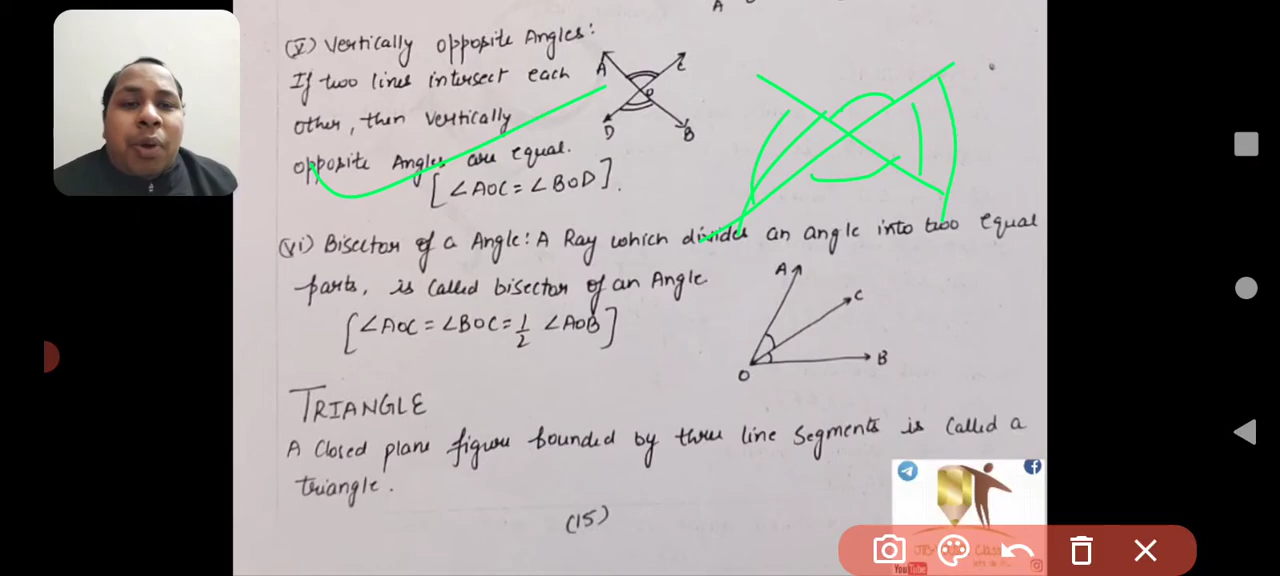 A
(V) Vertically opposite Angles:
If two lines intersect each
other, then vertically
opposite Angles are equal.
[∠AOC = ∠BOD].
A
C
O
D
B
(vi) Bisector of a Angle: A Ray which divides an angle into two equal
parts, is called bisector of an Angle.
[∠AOC = ∠BOC = 1/2 ∠AOB]
A
C
B
O
TRIANGLE
A Closed plane figure bounded by three line segments is called a
triangle.
(15)
YouTube